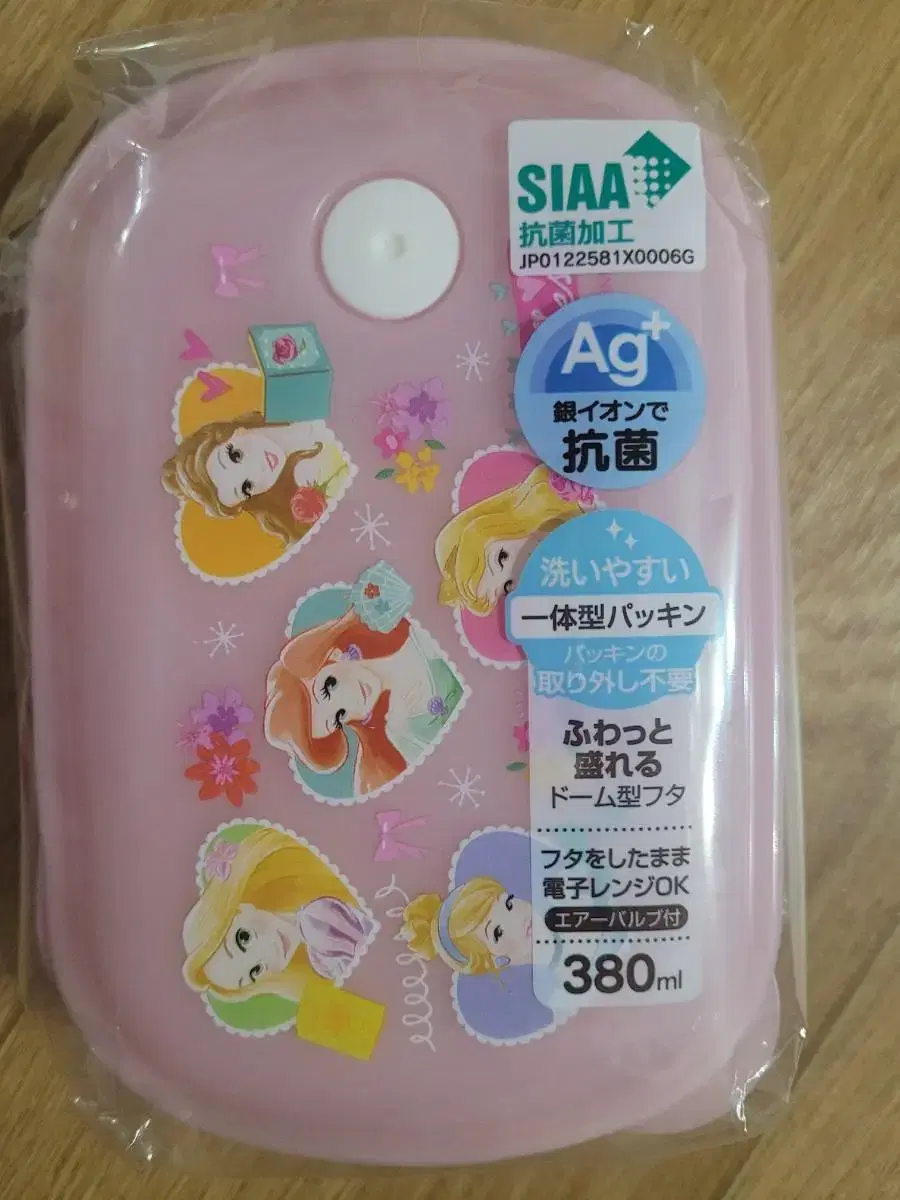 SIAA
抗菌加工
JP0122581X0006G
Ag+
銀イオンで
抗菌
洗いやすい
一体型パッキン
パッキンの
取り外し不要
ふわっと
盛れる
ドーム型フタ
フタをしたまま
電子レンジOK
エアーバルブ付
380ml